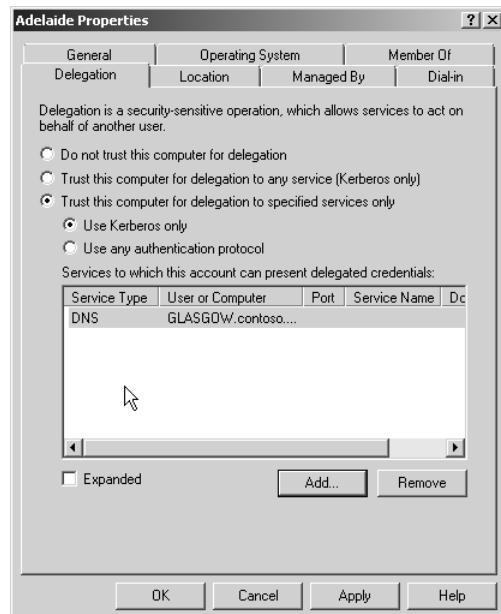 Adelaide Properties
General Operating System Member Of
Delegation Location Managed By Dial-in
Delegation is a security-sensitive operation, which allows services to act on
behalf of another user.
Do not trust this computer for delegation
Trust this computer for delegation to any service (Kerberos only)
Trust this computer for delegation to specified services only
Use Kerberos only
Use any authentication protocol
Services to which this account can present delegated credentials:
Service Type User or Computer Port Service Name Do
DNS GLASGOW.contoso....
Expanded Add... Remove
OK Cancel Apply Help